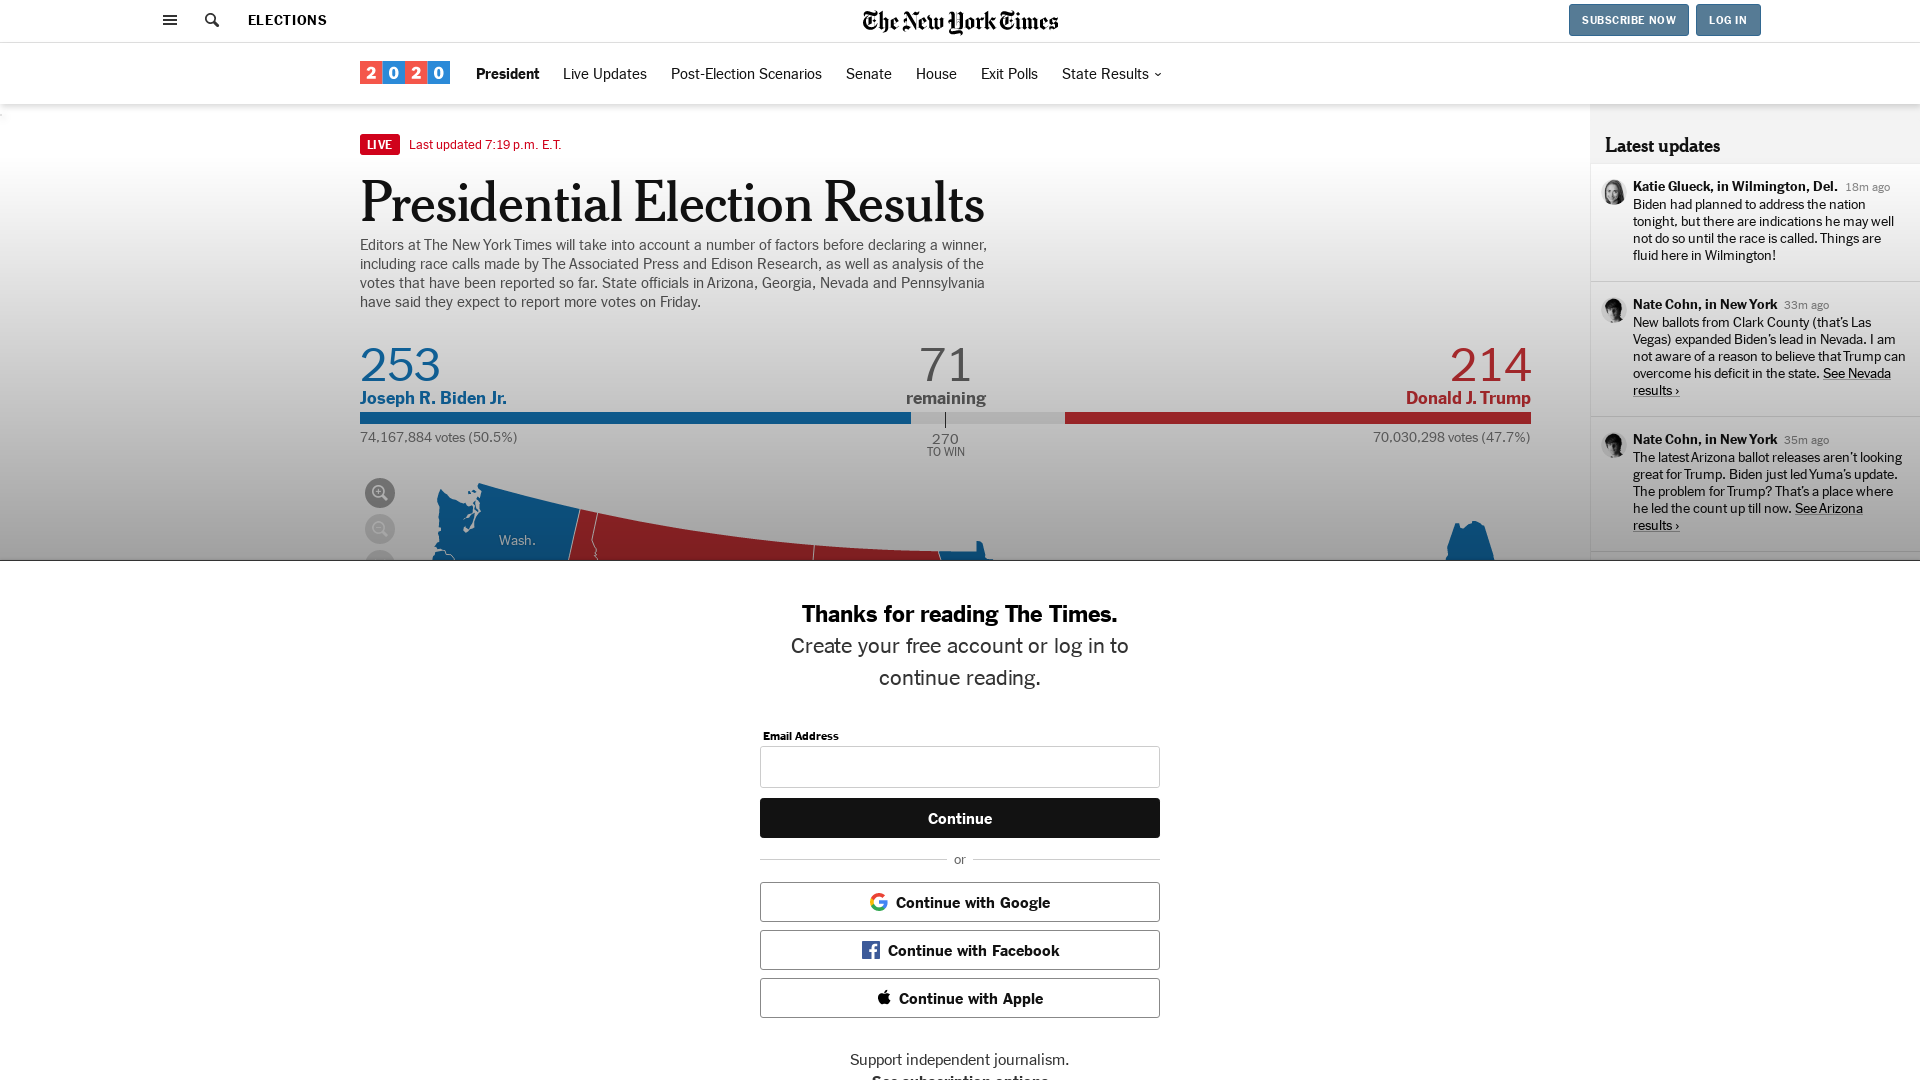 ELECTIONS
The New York Times
SUBSCRIBE NOW
LOG IN
2020
President
Live Updates
Post-Election Scenarios
Senate
House
Exit Polls
State Results
LIVE
Last updated 7:19 p.m. E.T.
Presidential Election Results
Editors at The New York Times will take into account a number of factors before declaring a winner,
including race calls made by The Associated Press and Edison Research, as well as analysis of the
votes that have been reported so far. State officials in Arizona, Georgia, Nevada and Pennsylvania
have said they expect to report more votes on Friday.
253
Joseph R. Biden Jr.
74,167,884 votes (50.5%)
71
remaining
270
TO WIN
214
Donald J. Trump
70,030,298 votes (47.7%)
Wash.
Latest updates
Katie Glueck, in Wilmington, Del. 18m ago
Biden had planned to address the nation
tonight, but there are indications he may well
not do so until the race is called. Things are
fluid here in Wilmington!
Nate Cohn, in New York 33m ago
New ballots from Clark County (that's Las
Vegas) expanded Biden's lead in Nevada. I am
not aware of a reason to believe that Trump can
overcome his deficit in the state. See Nevada
results ›
Nate Cohn, in New York 35m ago
The latest Arizona ballot releases aren't looking
great for Trump. Biden just led Yuma's update.
The problem for Trump? That's a place where
he led the count up till now. See Arizona
results ›
Thanks for reading The Times.
Create your free account or log in to
continue reading.
Email Address
Continue
or
Continue with Google
Continue with Facebook
Continue with Apple
Support independent journalism.
See subscription options